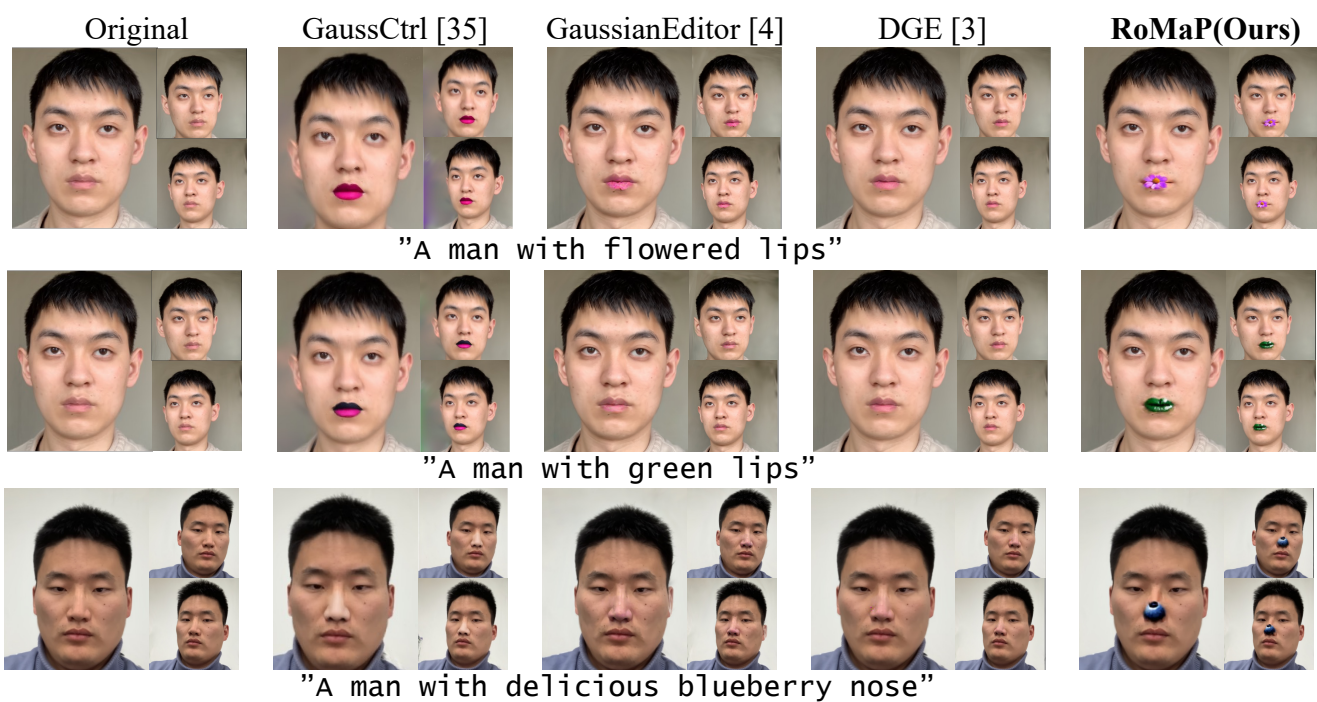 Original GaussCtrl [35] GaussianEditor [4] DGE [3] RoMaP(Ours)
”A man with flowered lips”
”A man with green lips”
”A man with delicious blueberry nose”